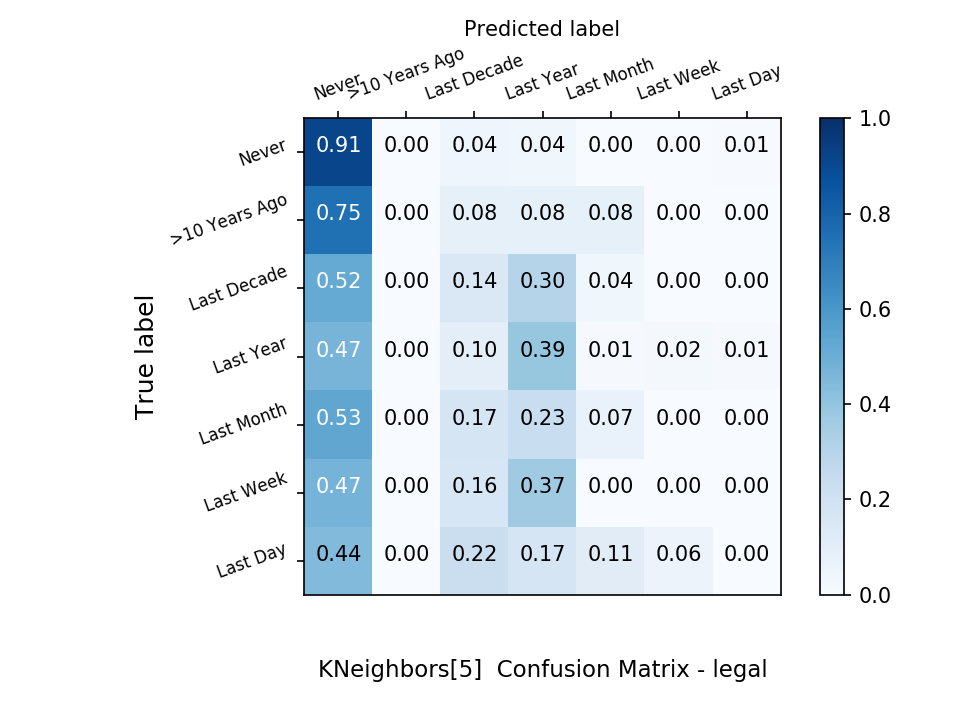 Predicted label
Never >10 Years Ago Last Decade Last Year Last Month Last Week Last Day
Never 0.91 0.00 0.04 0.04 0.00 0.00 0.01
>10 Years Ago 0.75 0.00 0.08 0.08 0.08 0.00 0.00
Last Decade 0.52 0.00 0.14 0.30 0.04 0.00 0.00
Last Year 0.47 0.00 0.10 0.39 0.01 0.02 0.01
Last Month 0.53 0.00 0.17 0.23 0.07 0.00 0.00
Last Week 0.47 0.00 0.16 0.37 0.00 0.00 0.00
Last Day 0.44 0.00 0.22 0.17 0.11 0.06 0.00
True label
1.0
0.8
0.6
0.4
0.2
0.0
KNeighbors[5] Confusion Matrix - legal